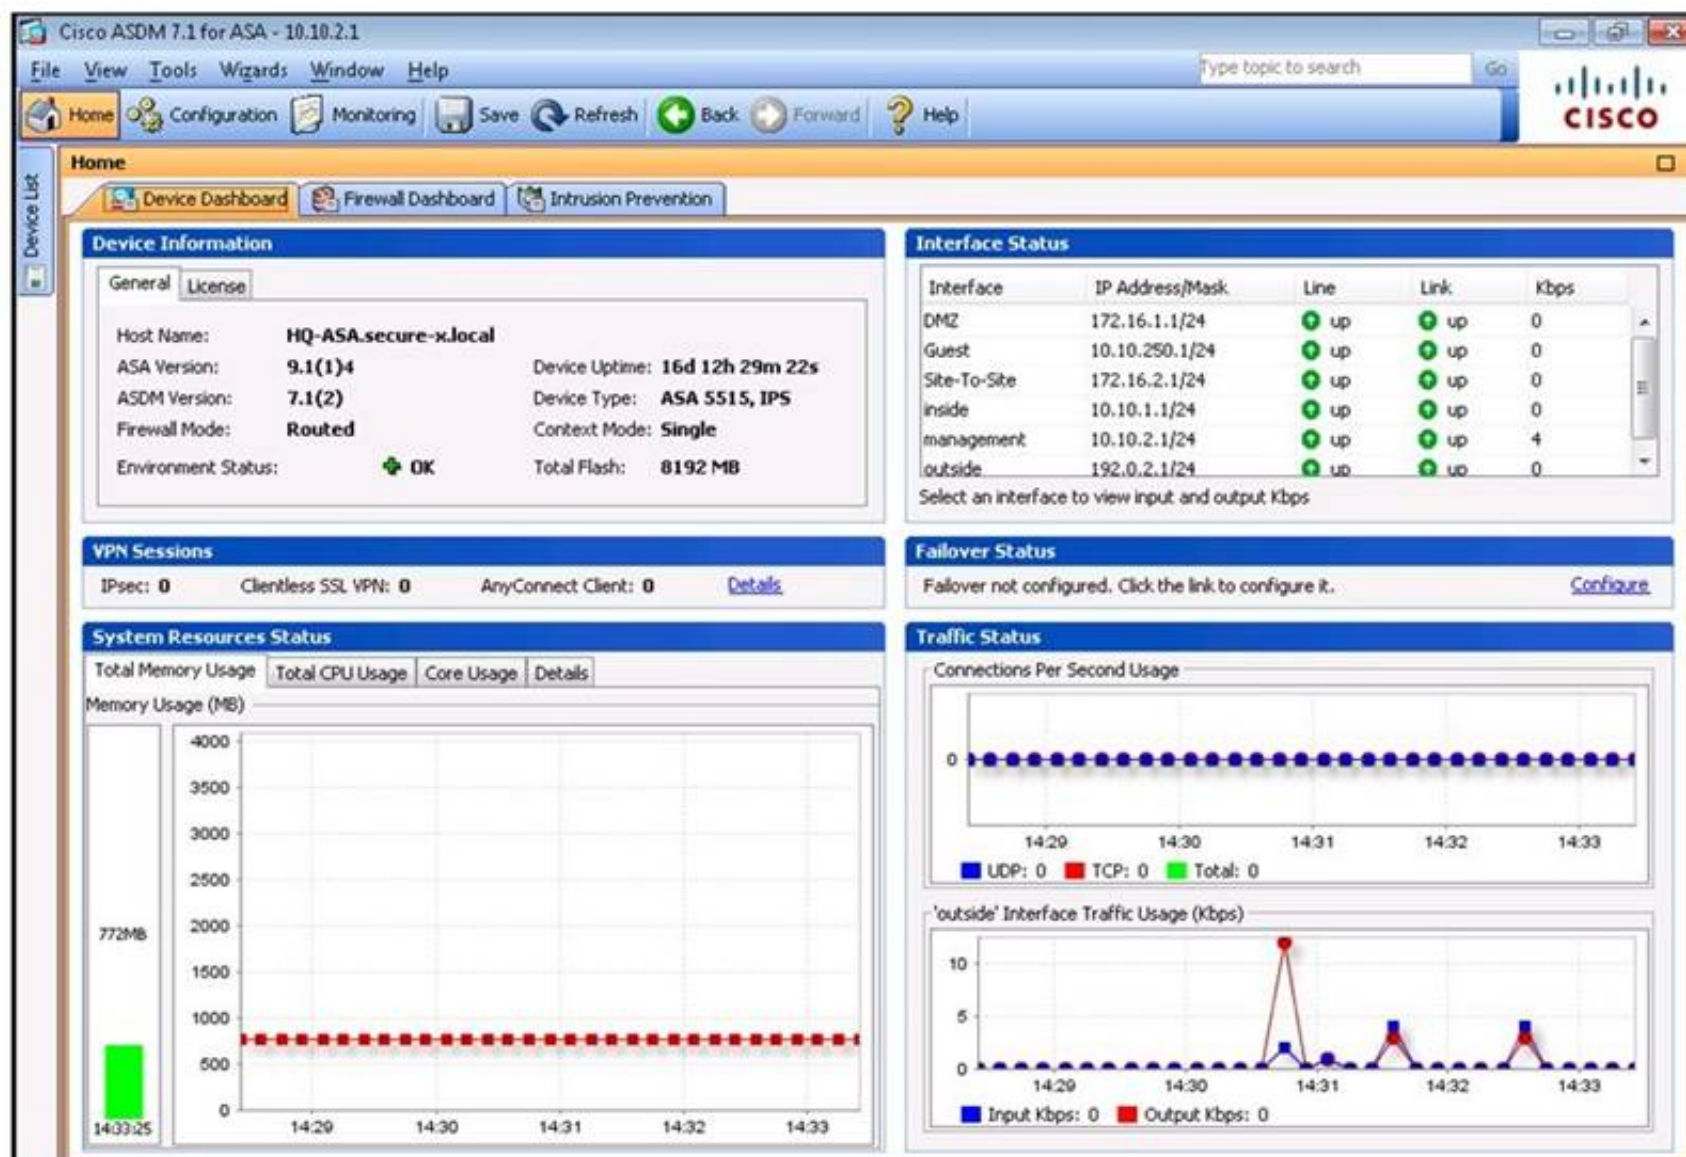 Cisco ASDM 7.1 for ASA - 10.10.2.1
File View Tools Wizards Window Help
Type topic to search Go
Home Configuration Monitoring Save Refresh Back Forward Help
CISCO
Device List
Home
Device Dashboard Firewall Dashboard Intrusion Prevention
Device Information
General License
Host Name: HQ-ASA.secure-x.local
ASA Version: 9.1(1)4 Device Uptime: 16d 12h 29m 22s
ASDM Version: 7.1(2) Device Type: ASA 5515, IPS
Firewall Mode: Routed Context Mode: Single
Environment Status: OK Total Flash: 8192 MB
Interface Status
Interface IP Address/Mask Line Link Kbps
DMZ 172.16.1.1/24 up up 0
Guest 10.10.250.1/24 up up 0
Site-To-Site 172.16.2.1/24 up up 0
inside 10.10.1.1/24 up up 0
management 10.10.2.1/24 up up 4
outside 192.0.2.1/24 up up 0
Select an interface to view input and output Kbps
VPN Sessions
IPsec: 0 Clientless SSL VPN: 0 AnyConnect Client: 0 Details
Failover Status
Failover not configured. Click the link to configure it. Configure
System Resources Status
Total Memory Usage Total CPU Usage Core Usage Details
Memory Usage (MB)
772MB
14:33:25
4000
3500
3000
2500
2000
1500
1000
500
0
14:29 14:30 14:31 14:32 14:33
Traffic Status
Connections Per Second Usage
0
14:29 14:30 14:31 14:32 14:33
UDP: 0 TCP: 0 Total: 0
'outside' Interface Traffic Usage (Kbps)
10
5
0
14:29 14:30 14:31 14:32 14:33
Input Kbps: 0 Output Kbps: 0